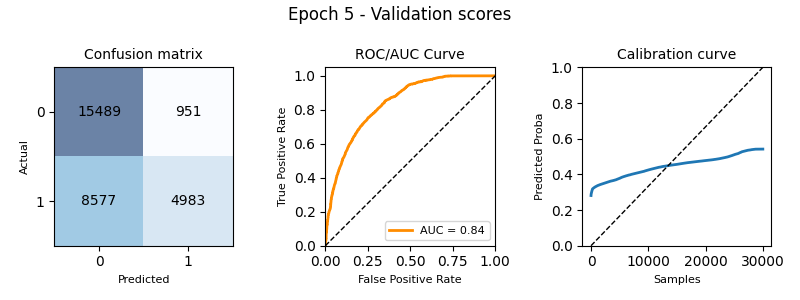 Epoch 5 - Validation scores
Confusion matrix
0
1
Actual
15489
951
8577
4983
0
1
Predicted
ROC/AUC Curve
1.0
0.8
0.6
0.4
0.2
0.0
True Positive Rate
AUC = 0.84
0.00
0.25
0.50
0.75
1.00
False Positive Rate
Calibration curve
1.0
0.8
0.6
0.4
0.2
0.0
Predicted Proba
0
10000
20000
30000
Samples